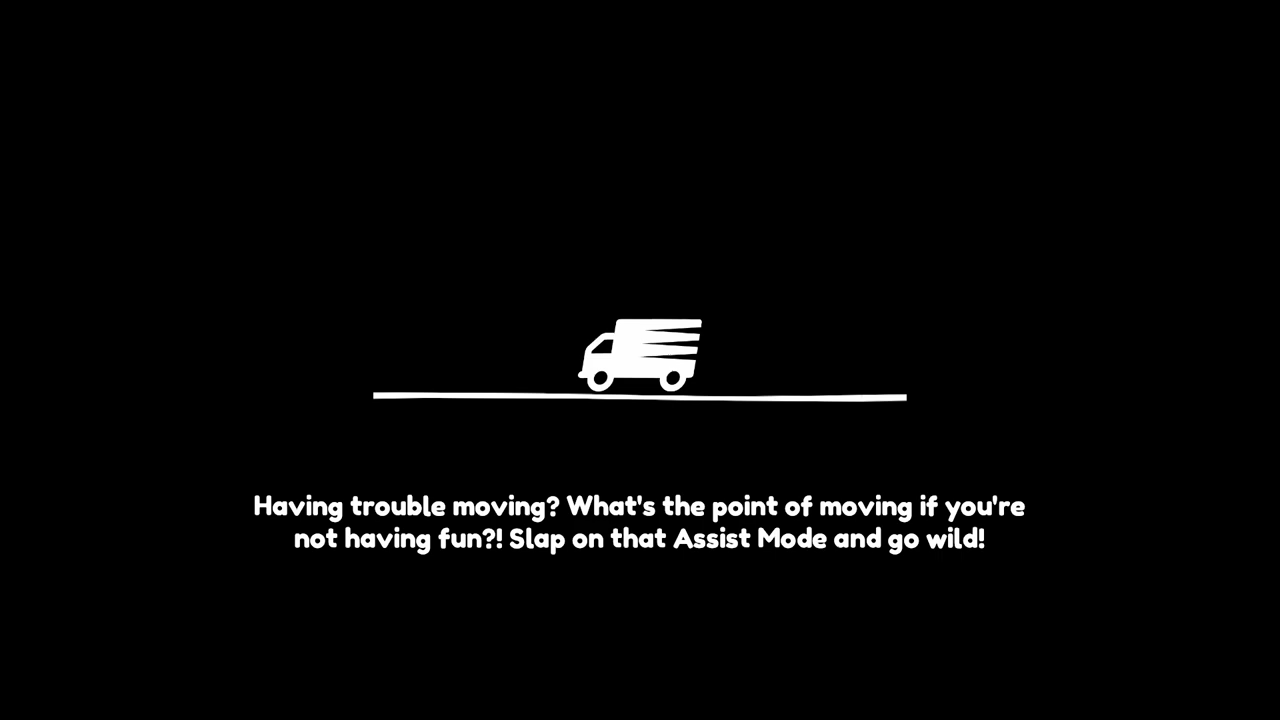 Having trouble moving? What's the point of moving if you're
not having fun?! Slap on that Assist Mode and go wild!